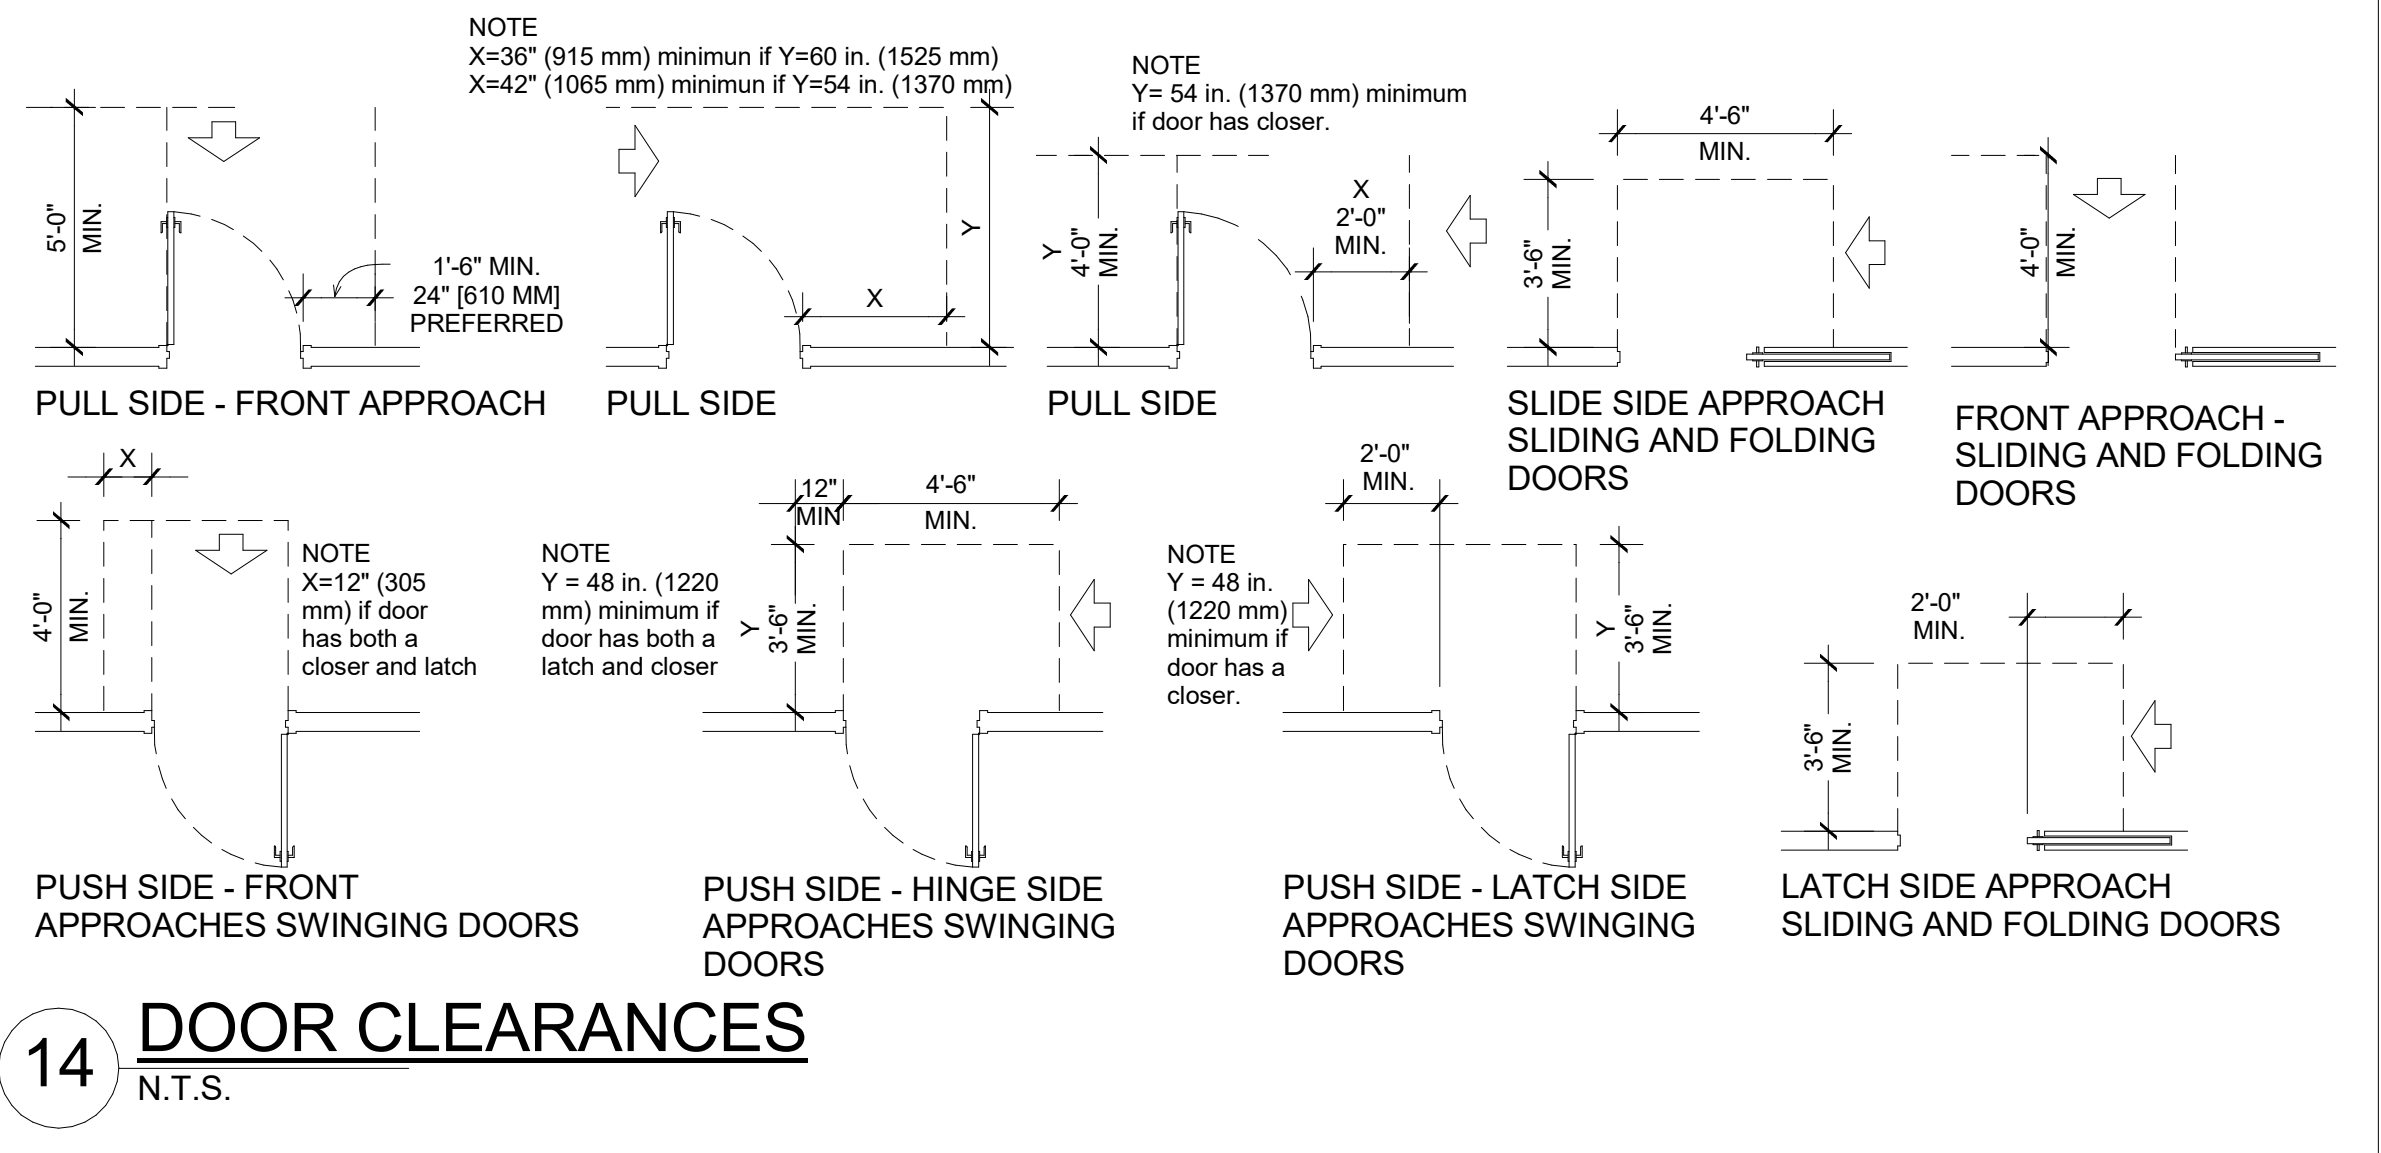 NOTE
X=36" (915 mm) minimun if Y=60 in. (1525 mm)
X=42" (1065 mm) minimun if Y=54 in. (1370 mm)
5'-0"
MIN.
1'-6" MIN.
24" [610 MM]
PREFERRED
PULL SIDE - FRONT APPROACH
X
Y
PULL SIDE
NOTE
Y= 54 in. (1370 mm) minimum
if door has closer.
Y
4'-0"
MIN.
X
2'-0"
MIN.
PULL SIDE
4'-6"
MIN.
3'-6"
MIN.
SLIDE SIDE APPROACH
SLIDING AND FOLDING
DOORS
4'-0"
MIN.
FRONT APPROACH -
SLIDING AND FOLDING
DOORS
X
4'-0"
MIN.
NOTE
X=12" (305
mm) if door
has both a
closer and latch
PUSH SIDE - FRONT
APPROACHES SWINGING DOORS
NOTE
Y = 48 in. (1220
mm) minimum if
door has both a
latch and closer
12"
MIN
4'-6"
MIN.
Y
3'-6"
MIN.
PUSH SIDE - HINGE SIDE
APPROACHES SWINGING
DOORS
NOTE
Y = 48 in.
(1220 mm)
minimum if
door has a
closer.
2'-0"
MIN.
Y
3'-6"
MIN.
PUSH SIDE - LATCH SIDE
APPROACHES SWINGING
DOORS
2'-0"
MIN.
3'-6"
MIN.
LATCH SIDE APPROACH
SLIDING AND FOLDING DOORS
14
DOOR CLEARANCES
N.T.S.